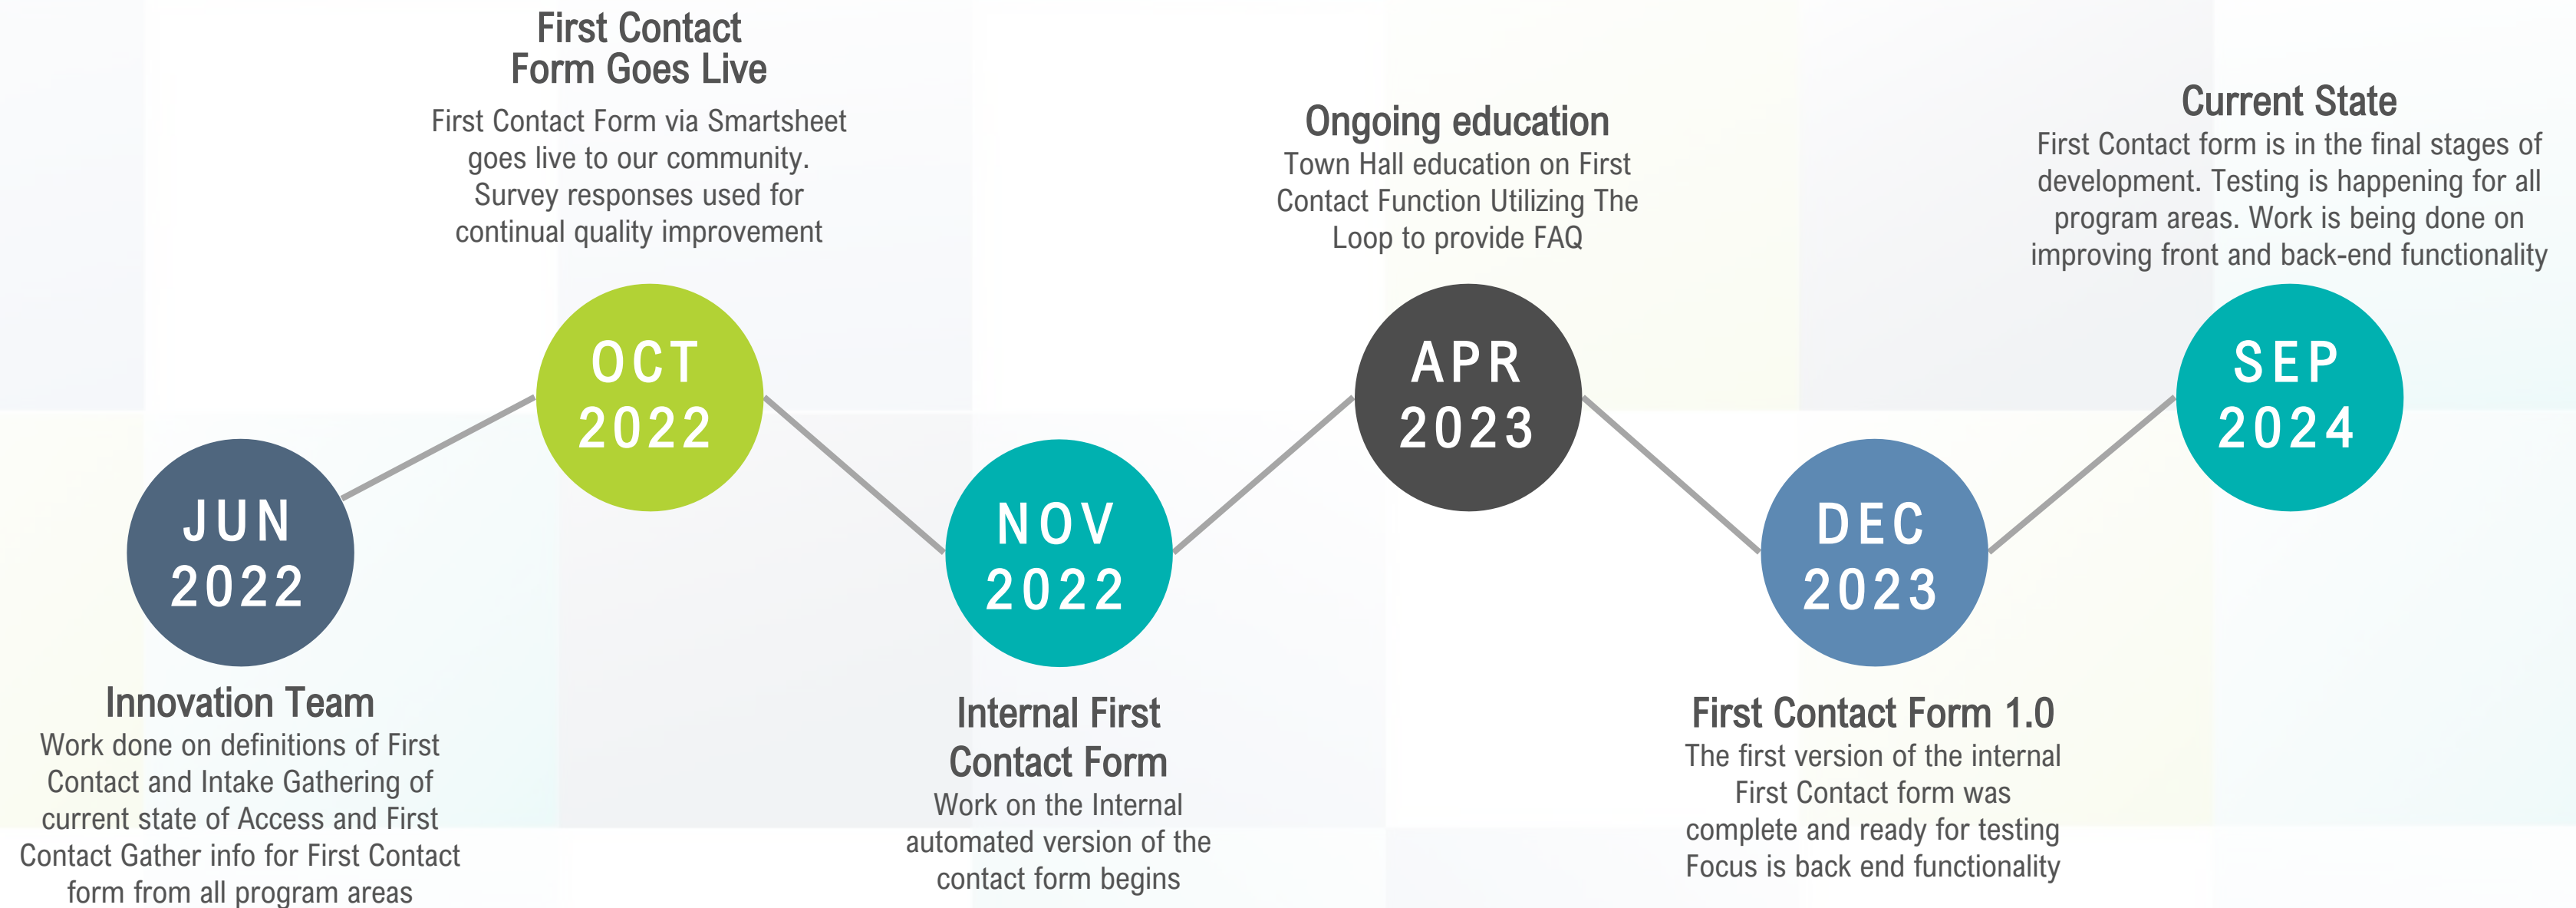 JUN
2022
Innovation Team
Work done on definitions of First
Contact and Intake Gathering of
current state of Access and First
Contact Gather info for First Contact
form from all program areas
First Contact
Form Goes Live
First Contact Form via Smartsheet
goes live to our community.
Survey responses used for
continual quality improvement
OCT
2022
NOV
2022
Internal First
Contact Form
Work on the Internal
automated version of the
contact form begins
Ongoing education
Town Hall education on First
Contact Function Utilizing The
Loop to provide FAQ
APR
2023
DEC
2023
First Contact Form 1.0
The first version of the internal
First Contact form was
complete and ready for testing
Focus is back end functionality
Current State
First Contact form is in the final stages of
development. Testing is happening for all
program areas. Work is being done on
improving front and back-end functionality
SEP
2024